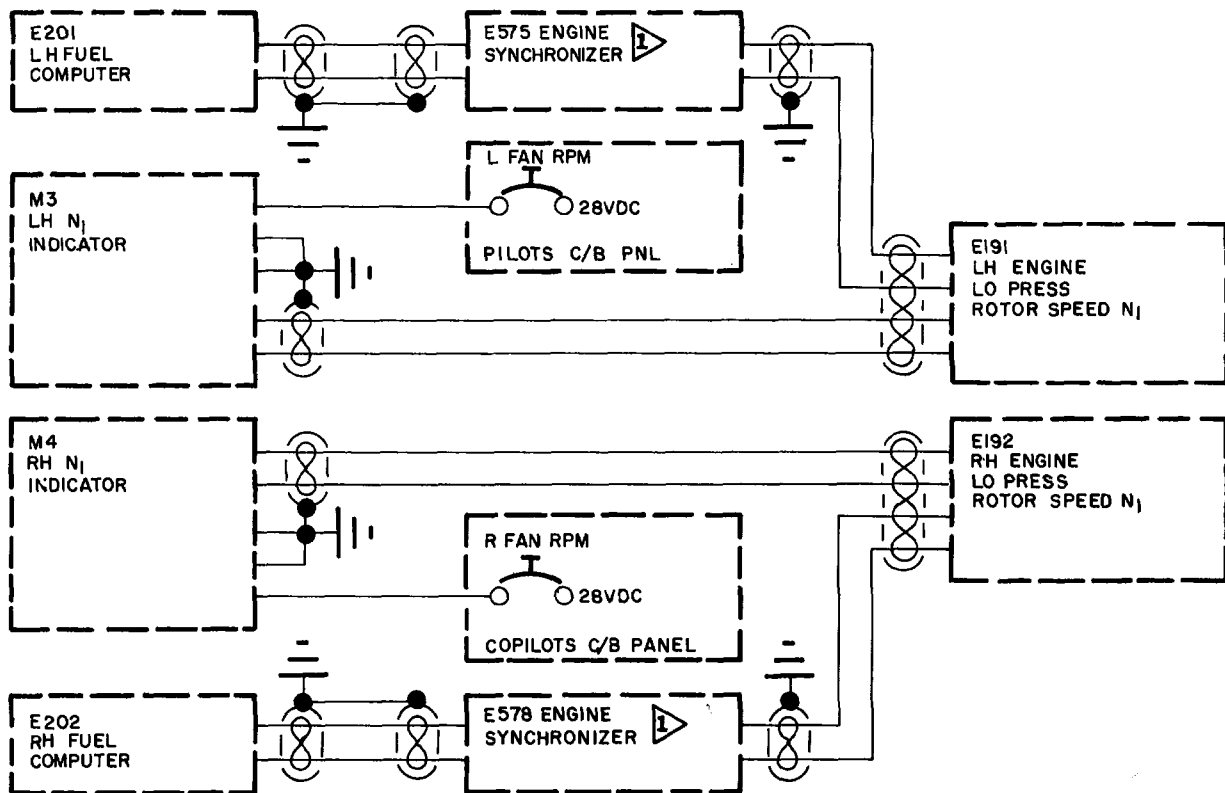 E201
LH FUEL
COMPUTER
E575 ENGINE
SYNCHRONIZER 1
M3
LH N1
INDICATOR
L FAN RPM
28VDC
PILOTS C/B PNL
E191
LH ENGINE
LO PRESS
ROTOR SPEED N1
M4
RH N1
INDICATOR
R FAN RPM
28VDC
COPILOTS C/B PANEL
E192
RH ENGINE
LO PRESS
ROTOR SPEED N1
E202
RH FUEL
COMPUTER
E578 ENGINE
SYNCHRONIZER 1